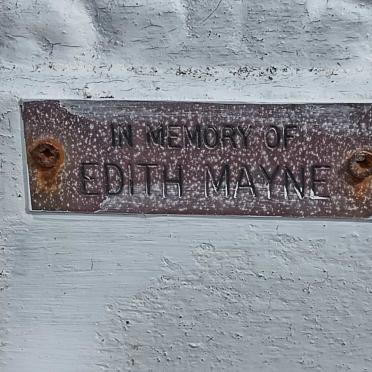 IN MEMORY OF
EDITH MAYNE